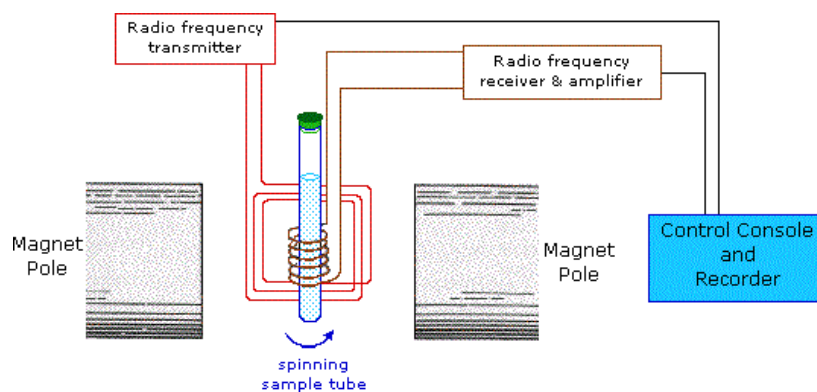 Radio frequency
transmitter
Radio frequency
receiver & amplifier
Magnet
Pole
Magnet
Pole
Control Console
and
Recorder
spinning
sample tube